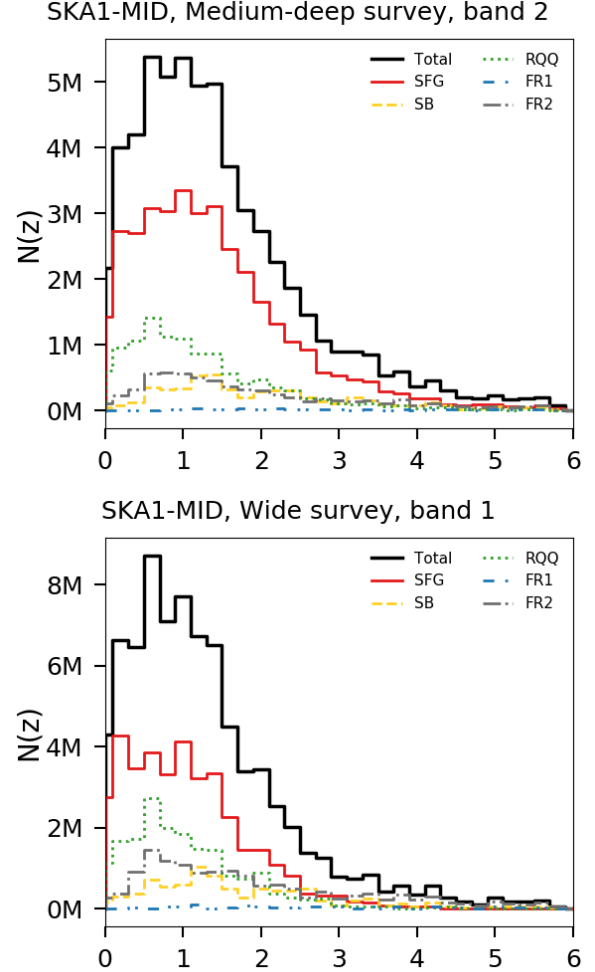 SKA1-MID, Medium-deep survey, band 2
N(z)
5M
4M
3M
2M
1M
0M
Total
SFG
SB
RQQ
FR1
FR2
0 1 2 3 4 5 6
SKA1-MID, Wide survey, band 1
N(z)
8M
6M
4M
2M
0M
Total
SFG
SB
RQQ
FR1
FR2
0 1 2 3 4 5 6